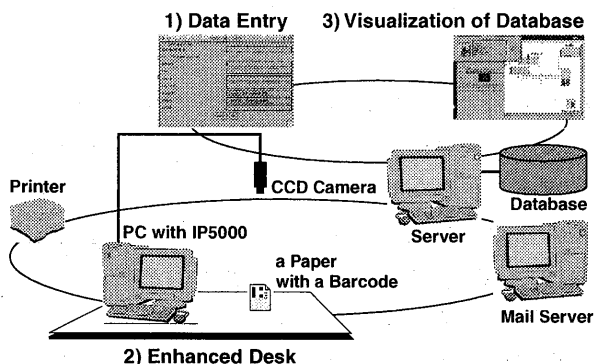 1) Data Entry
3) Visualization of Database
Printer
CCD Camera
Database
PC with IP5000
Server
a Paper
with a Barcode
Mail Server
2) Enhanced Desk